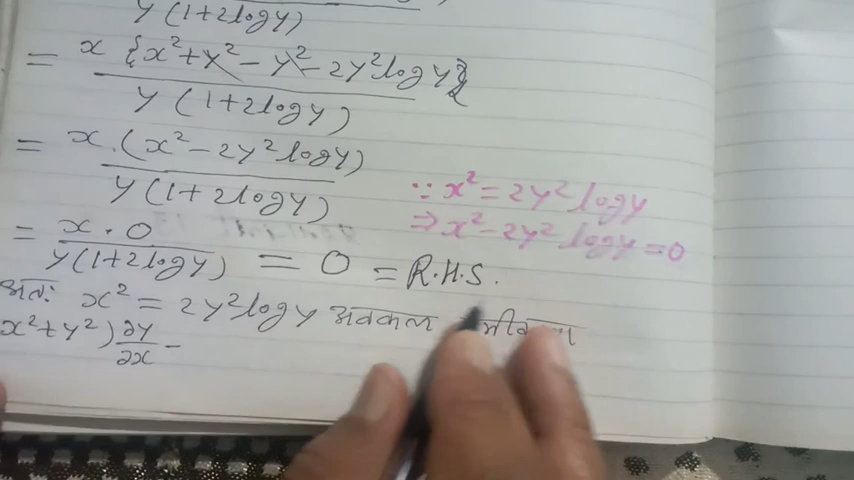 y(1+2logy)
= x{x²+y²-y²-2y²logy}
y(1+2logy)
= x.(x²-2y²logy)
y(1+2logy)
∵ x²=2y²logy
⇒ x²-2y²logy=0
= x.0
y(1+2logy) = 0 = R.H.S.
अतः x² = 2y²logy अवकल
x²+y²) ∂y
∂x -